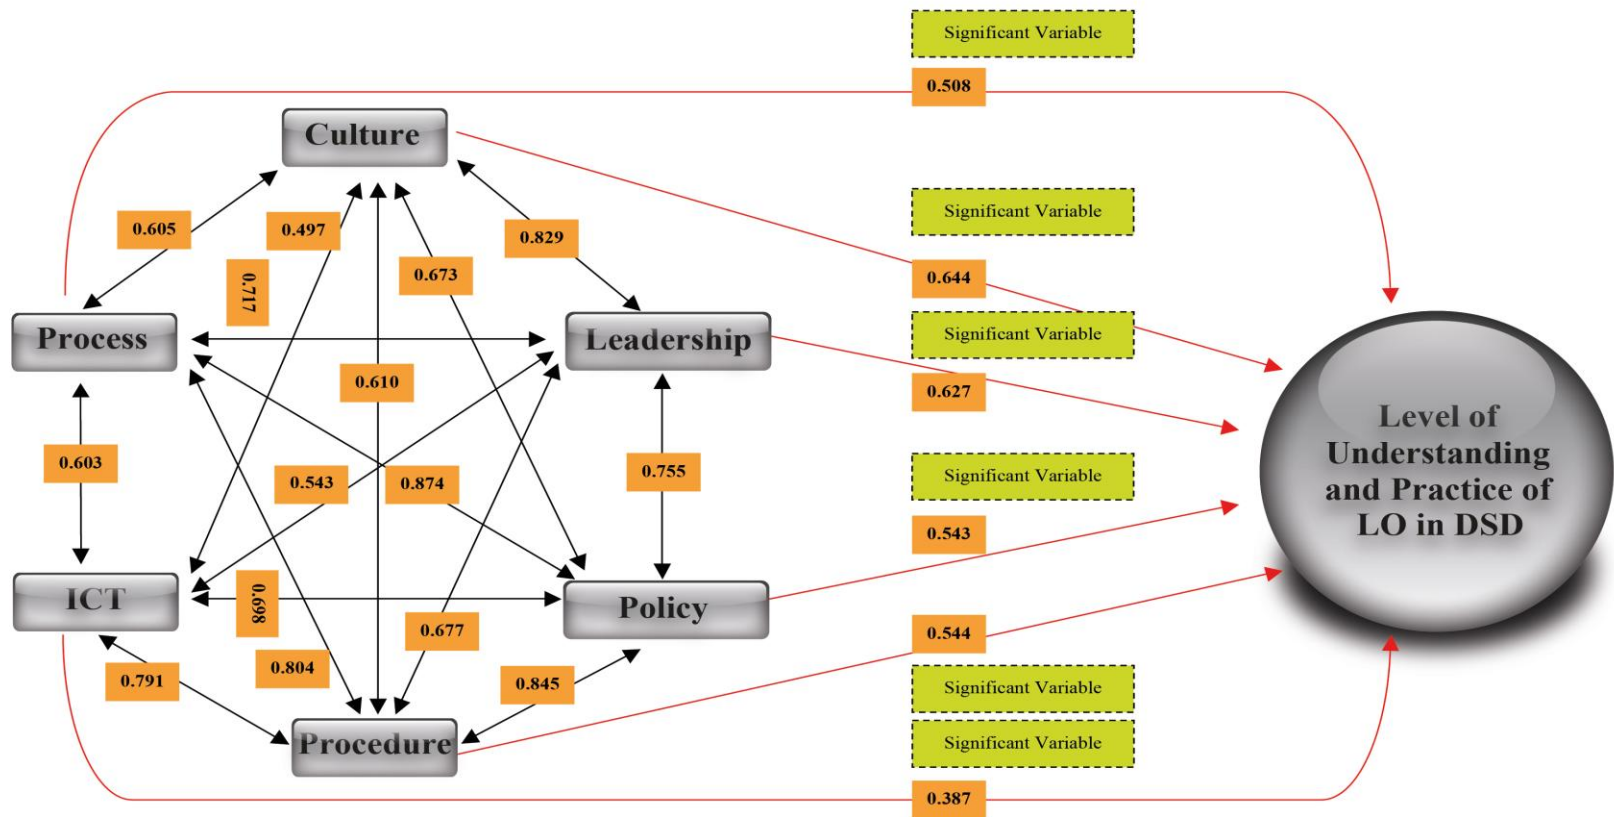 Significant Variable
0.508
Culture
0.605
0.497
0.829
Significant Variable
0.717
0.673
0.644
Process
Leadership
Significant Variable
0.610
0.627
Level of
Understanding
and Practice of
LO in DSD
0.603
0.543
0.874
0.755
Significant Variable
0.543
ICT
0.698
Policy
0.677
0.544
0.791
0.804
0.845
Significant Variable
Procedure
Significant Variable
0.387